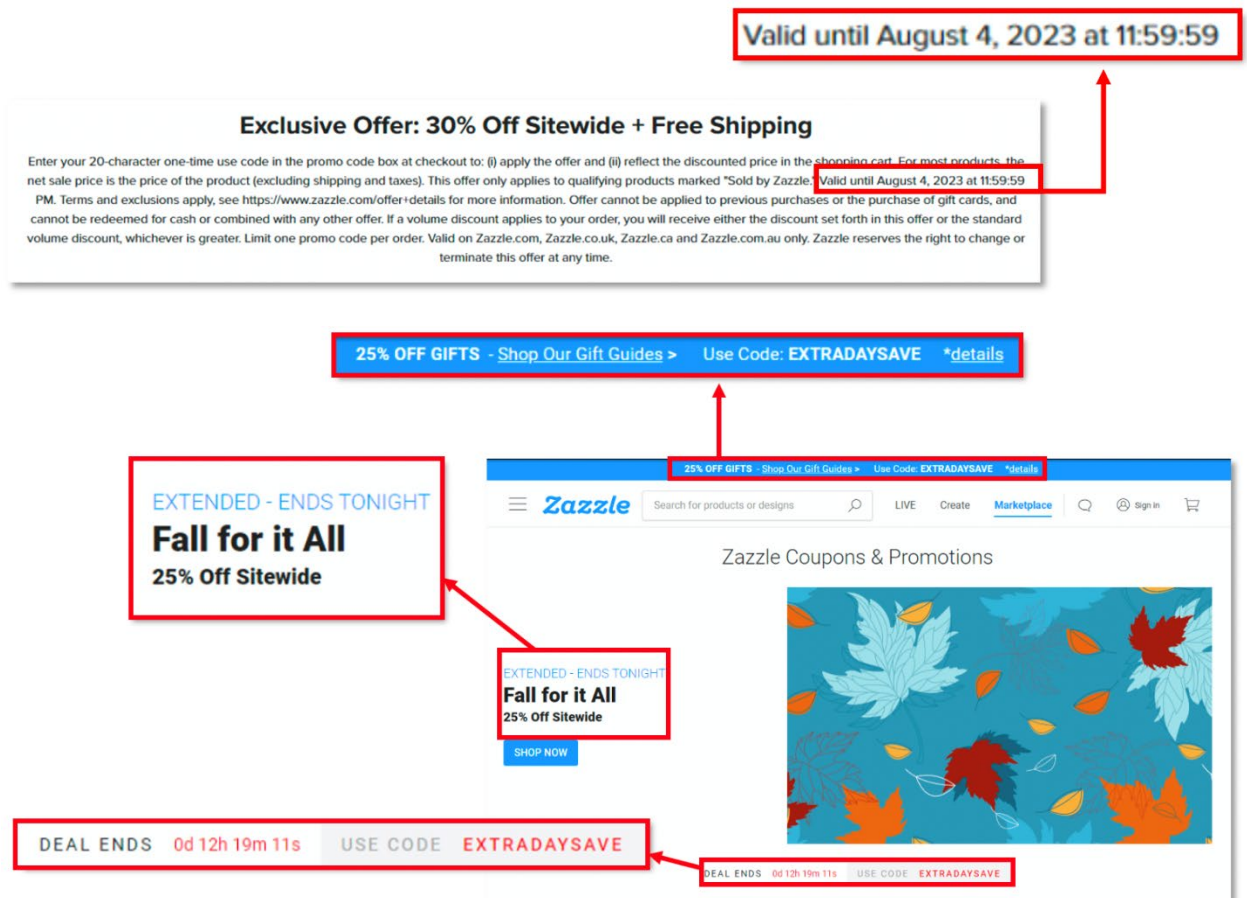 Valid until August 4, 2023 at 11:59:59
Exclusive Offer: 30% Off Sitewide + Free Shipping
Enter your 20-character one-time use code in the promo code box at checkout to: (i) apply the offer and (ii) reflect the discounted price in the shopping cart. For most products, the
net sale price is the price of the product (excluding shipping and taxes). This offer only applies to qualifying products marked "Sold by Zazzle." Valid until August 4, 2023 at 11:59:59
PM. Terms and exclusions apply, see https://www.zazzle.com/offer+details for more information. Offer cannot be applied to previous purchases or the purchase of gift cards, and
cannot be redeemed for cash or combined with any other offer. If a volume discount applies to your order, you will receive either the discount set forth in this offer or the standard
volume discount, whichever is greater. Limit one promo code per order. Valid on Zazzle.com, Zazzle.co.uk, Zazzle.ca and Zazzle.com.au only. Zazzle reserves the right to change or
terminate this offer at any time.
25% OFF GIFTS - Shop Our Gift Guides > Use Code: EXTRADAYSAVE *details
25% OFF GIFTS - Shop Our Gift Guides > Use Code: EXTRADAYSAVE *details
Zazzle Search for products or designs LIVE Create Marketplace Sign in
Zazzle Coupons & Promotions
EXTENDED - ENDS TONIGHT
Fall for it All
25% Off Sitewide
EXTENDED - ENDS TONIGHT
Fall for it All
25% Off Sitewide
SHOP NOW
DEAL ENDS 0d 12h 19m 11s USE CODE EXTRADAYSAVE
DEAL ENDS 0d 12h 19m 11s USE CODE EXTRADAYSAVE